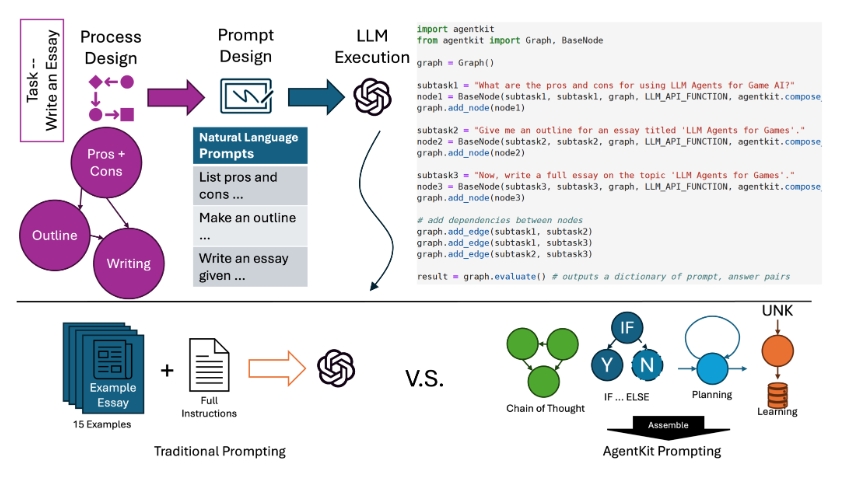 Task --
Write an Essay
Process
Design
Prompt
Design
LLM
Execution
Pros +
Cons
Outline
Writing
Natural Language
Prompts
List pros and
cons ...
Make an outline
...
Write an essay
given ...
import agentkit
from agentkit import Graph, BaseNode
graph = Graph()
subtask1 = "What are the pros and cons for using LLM Agents for Game AI?"
node1 = BaseNode(subtask1, subtask1, graph, LLM_API_FUNCTION, agentkit.compose_
graph.add_node(node1)
subtask2 = "Give me an outline for an essay titled 'LLM Agents for Games'."
node2 = BaseNode(subtask2, subtask2, graph, LLM_API_FUNCTION, agentkit.compose_
graph.add_node(node2)
subtask3 = "Now, write a full essay on the topic 'LLM Agents for Games'."
node3 = BaseNode(subtask3, subtask3, graph, LLM_API_FUNCTION, agentkit.compose_
graph.add_node(node3)
# add dependencies between nodes
graph.add_edge(subtask1, subtask2)
graph.add_edge(subtask1, subtask3)
graph.add_edge(subtask2, subtask3)
result = graph.evaluate() # outputs a dictionary of prompt, answer pairs
Example
Essay
15 Examples
+
Full
Instructions
Traditional Prompting
V.S.
Chain of Thought
IF
Y
N
IF ... ELSE
Planning
UNK
Learning
Assemble
AgentKit Prompting